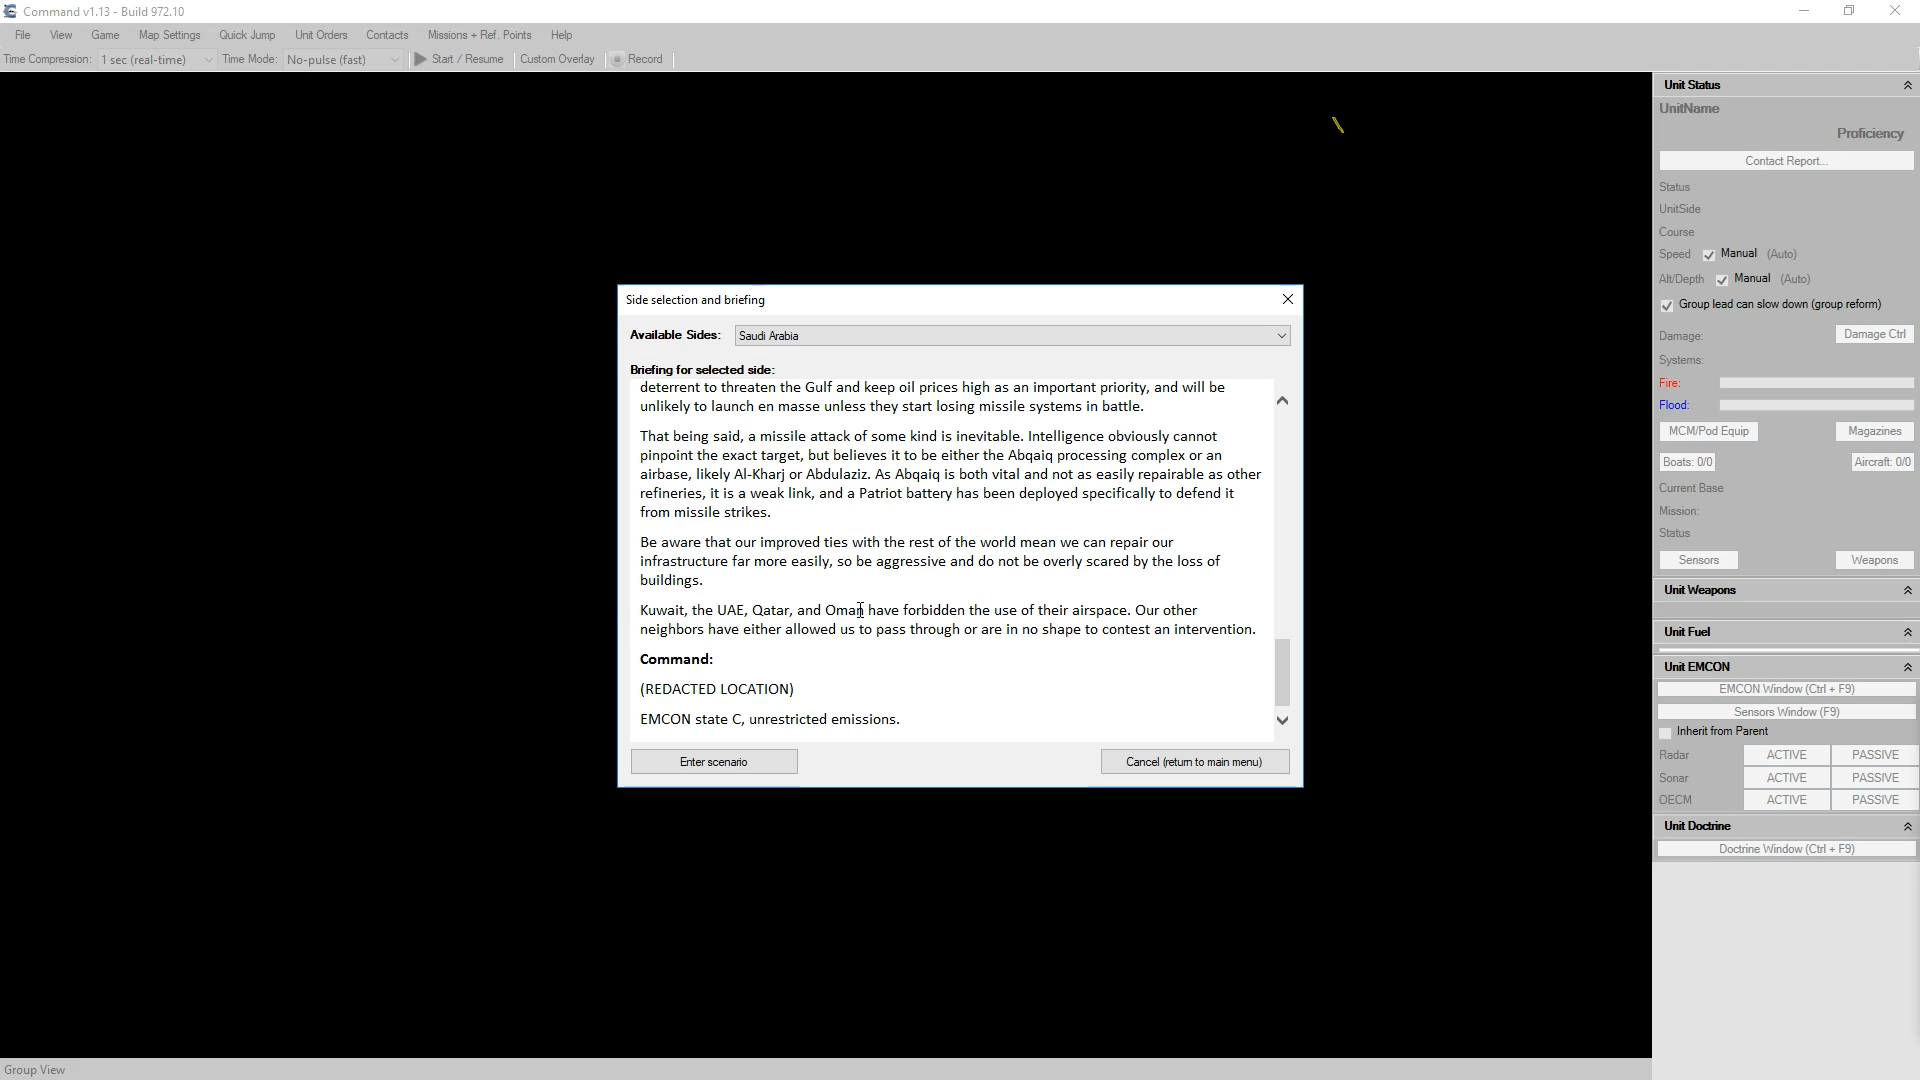 Command v1.13 - Build 972.10
File View Game Map Settings Quick Jump Unit Orders Contacts Missions + Ref. Points Help
Time Compression: 1 sec (real-time) Time Mode: No-pulse (fast) Start / Resume Custom Overlay Record
Unit Status
UnitName
Proficiency
Contact Report...
Status
UnitSide
Course
Speed Manual (Auto)
Alt/Depth Manual (Auto)
Group lead can slow down (group reform)
Damage: Damage Ctrl
Systems:
Fire:
Flood:
MCM/Pod Equip Magazines
Boats: 0/0 Aircraft: 0/0
Current Base
Mission:
Status
Sensors Weapons
Unit Weapons
Unit Fuel
Unit EMCON
EMCON Window (Ctrl + F9)
Sensors Window (F9)
Inherit from Parent
Radar ACTIVE PASSIVE
Sonar ACTIVE PASSIVE
OECM ACTIVE PASSIVE
Unit Doctrine
Doctrine Window (Ctrl + F9)
Side selection and briefing
Available Sides: Saudi Arabia
Briefing for selected side:
deterrent to threaten the Gulf and keep oil prices high as an important priority, and will be
unlikely to launch en masse unless they start losing missile systems in battle.
That being said, a missile attack of some kind is inevitable. Intelligence obviously cannot
pinpoint the exact target, but believes it to be either the Abqaiq processing complex or an
airbase, likely Al-Kharj or Abdulaziz. As Abqaiq is both vital and not as easily repairable as other
refineries, it is a weak link, and a Patriot battery has been deployed specifically to defend it
from missile strikes.
Be aware that our improved ties with the rest of the world mean we can repair our
infrastructure far more easily, so be aggressive and do not be overly scared by the loss of
buildings.
Kuwait, the UAE, Qatar, and Oman have forbidden the use of their airspace. Our other
neighbors have either allowed us to pass through or are in no shape to contest an intervention.
Command:
(REDACTED LOCATION)
EMCON state C, unrestricted emissions.
Enter scenario Cancel (return to main menu)
Group View